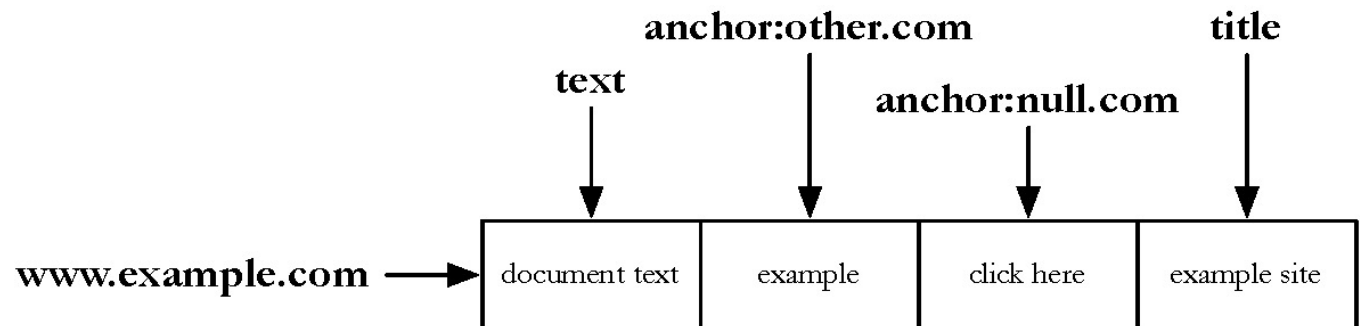 anchor:other.com
title
text
anchor:null.com
www.example.com
document text
example
click here
example site